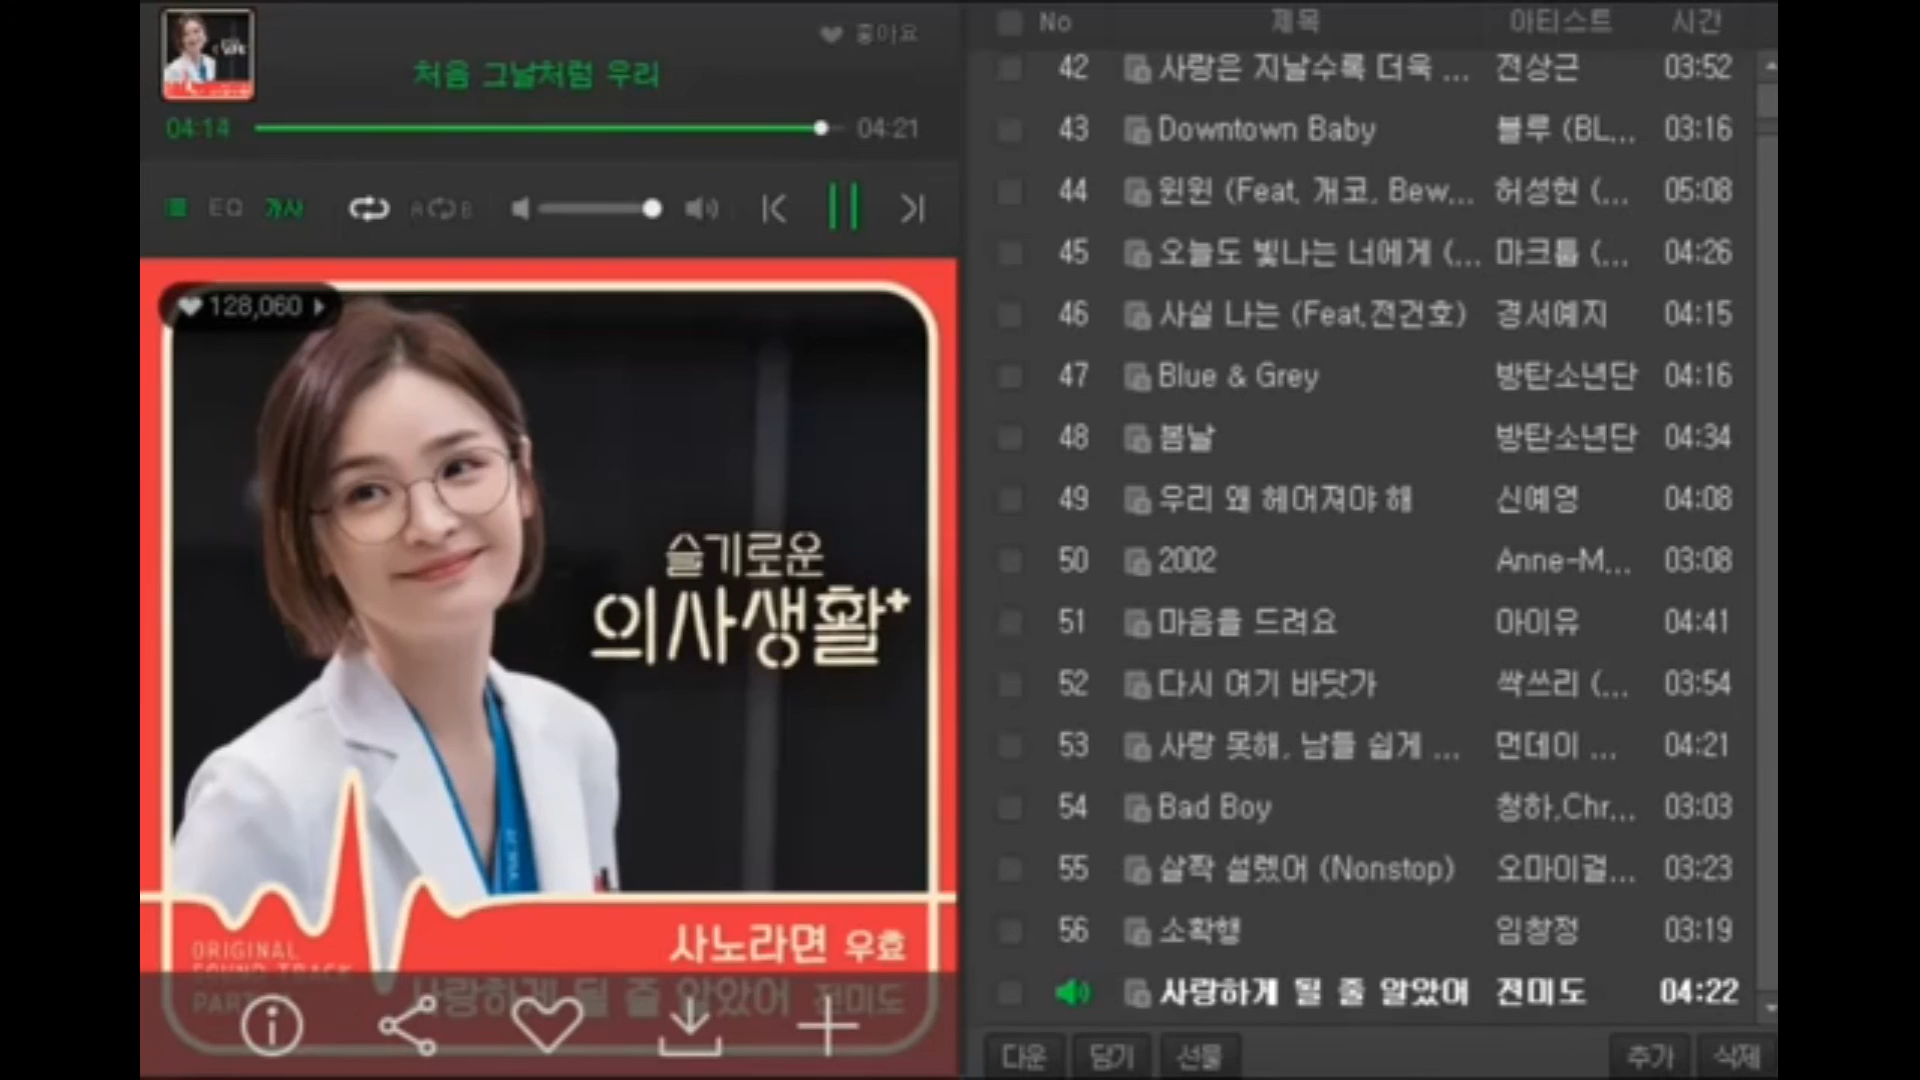 좋아요
처음 그날처럼 우리
04:14 04:21
EQ 가사 A B
128,060
슬기로운
의사생활+
사노라면 우효
ORIGINAL
SOUND TRACK
PART
사랑하게 될 줄 알았어 전미도
No 제목 아티스트 시간
42 사랑은 지날수록 더욱 ... 전상근 03:52
43 Downtown Baby 블루 (BL... 03:16
44 윈윈 (Feat. 개코, Bew... 허성현 (... 05:08
45 오늘도 빛나는 너에게 (... 마크툽 (... 04:26
46 사실 나는 (Feat.전건호) 경서예지 04:15
47 Blue & Grey 방탄소년단 04:16
48 봄날 방탄소년단 04:34
49 우리 왜 헤어져야 해 신예영 04:08
50 2002 Anne-M... 03:08
51 마음을 드려요 아이유 04:41
52 다시 여기 바닷가 싹쓰리 (... 03:54
53 사랑 못해, 남들 쉽게 ... 먼데이 ... 04:21
54 Bad Boy 청하,Chr... 03:03
55 살짝 설렜어 (Nonstop) 오마이걸... 03:23
56 소확행 임창정 03:19
사랑하게 될 줄 알았어 전미도 04:22
다운 담기 선물 추가 삭제